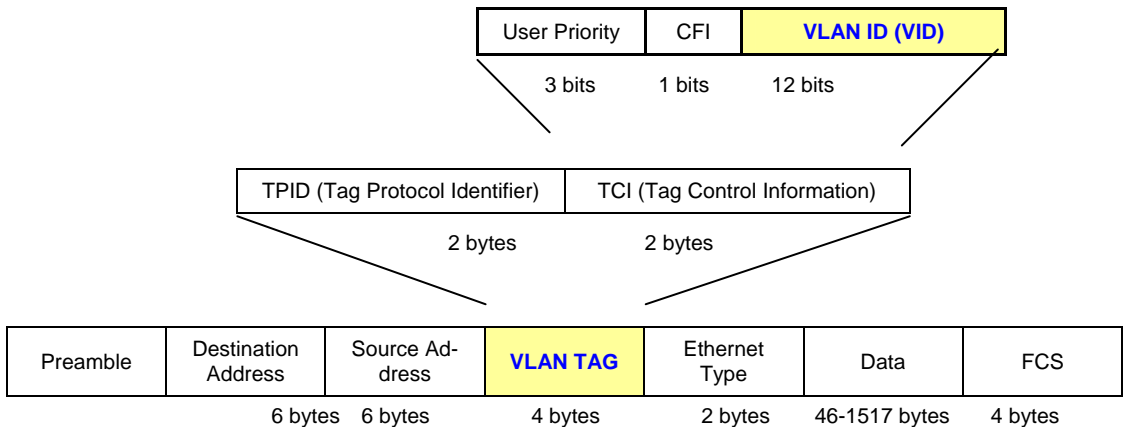 User Priority CFI VLAN ID (VID)
3 bits 1 bits 12 bits
TPID (Tag Protocol Identifier) TCI (Tag Control Information)
2 bytes 2 bytes
Preamble
Destination
Address
Source Ad-
dress
VLAN TAG
Ethernet
Type
Data
FCS
6 bytes 6 bytes 4 bytes 2 bytes 46-1517 bytes 4 bytes